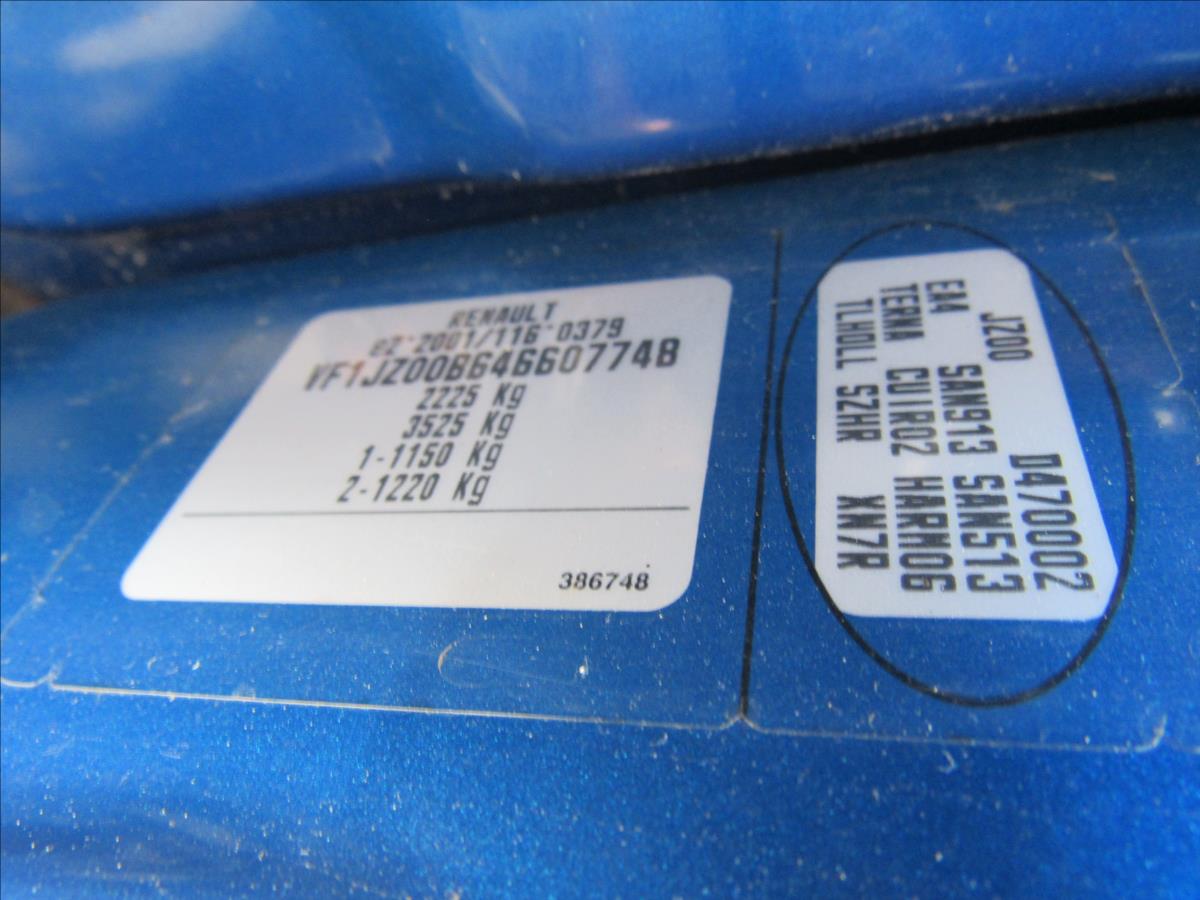 RENAULT
e2*2001/116*0379
VF1JZ00B646607748
2225 Kg
3525 Kg
1-1150 Kg
2-1220 Kg
386748
JZ00 D470002
EA4 SAN913 SAN513
TERNA CUIR02 HARM06
TLHOLL SZHR XN7R